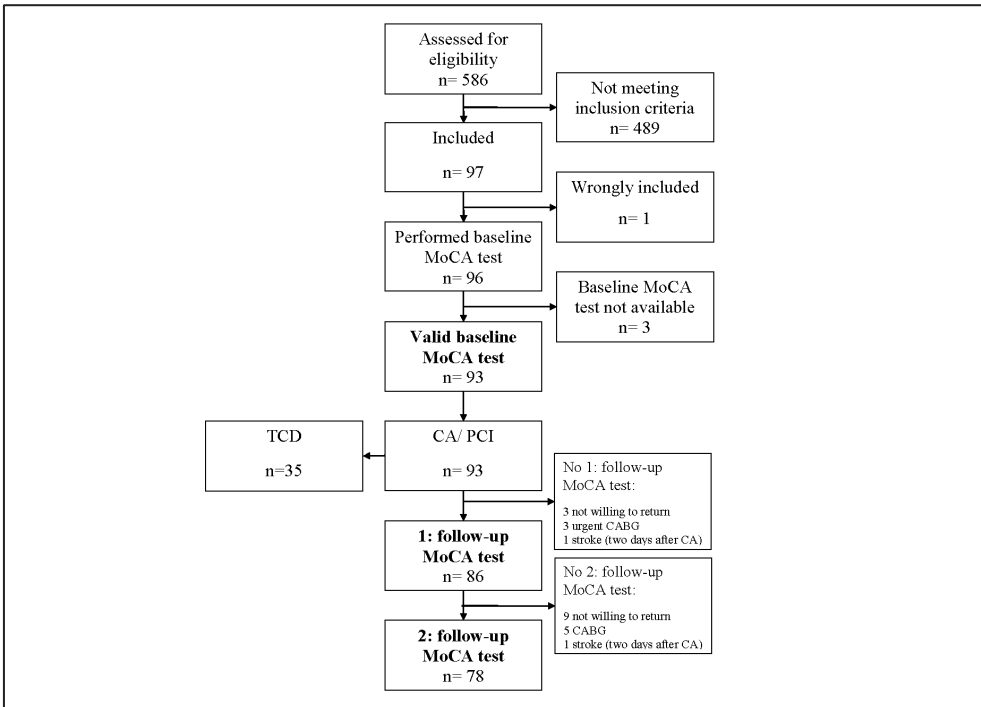 Assessed for
eligibility
n= 586
Not meeting
inclusion criteria
n= 489
Included
n= 97
Wrongly included
n= 1
Performed baseline
MoCA test
n= 96
Baseline MoCA
test not available
n= 3
Valid baseline
MoCA test
n= 93
TCD
n=35
CA/ PCI
n= 93
No 1: follow-up
MoCA test:
3 not willing to return
3 urgent CABG
1 stroke (two days after CA)
1: follow-up
MoCA test
n= 86
No 2: follow-up
MoCA test:
9 not willing to return
5 CABG
1 stroke (two days after CA)
2: follow-up
MoCA test
n= 78